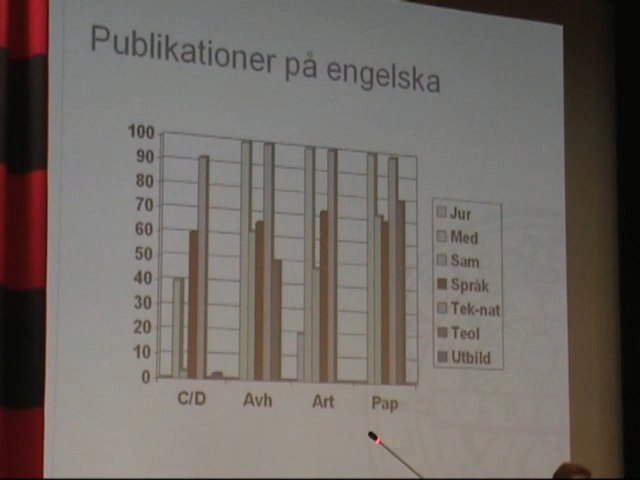 Publikationer på engelska
100
90
80
70
60
50
40
30
20
10
0
C/D Avh Art Pap
Jur
Med
Sam
Språk
Tek-nat
Teol
Utbild